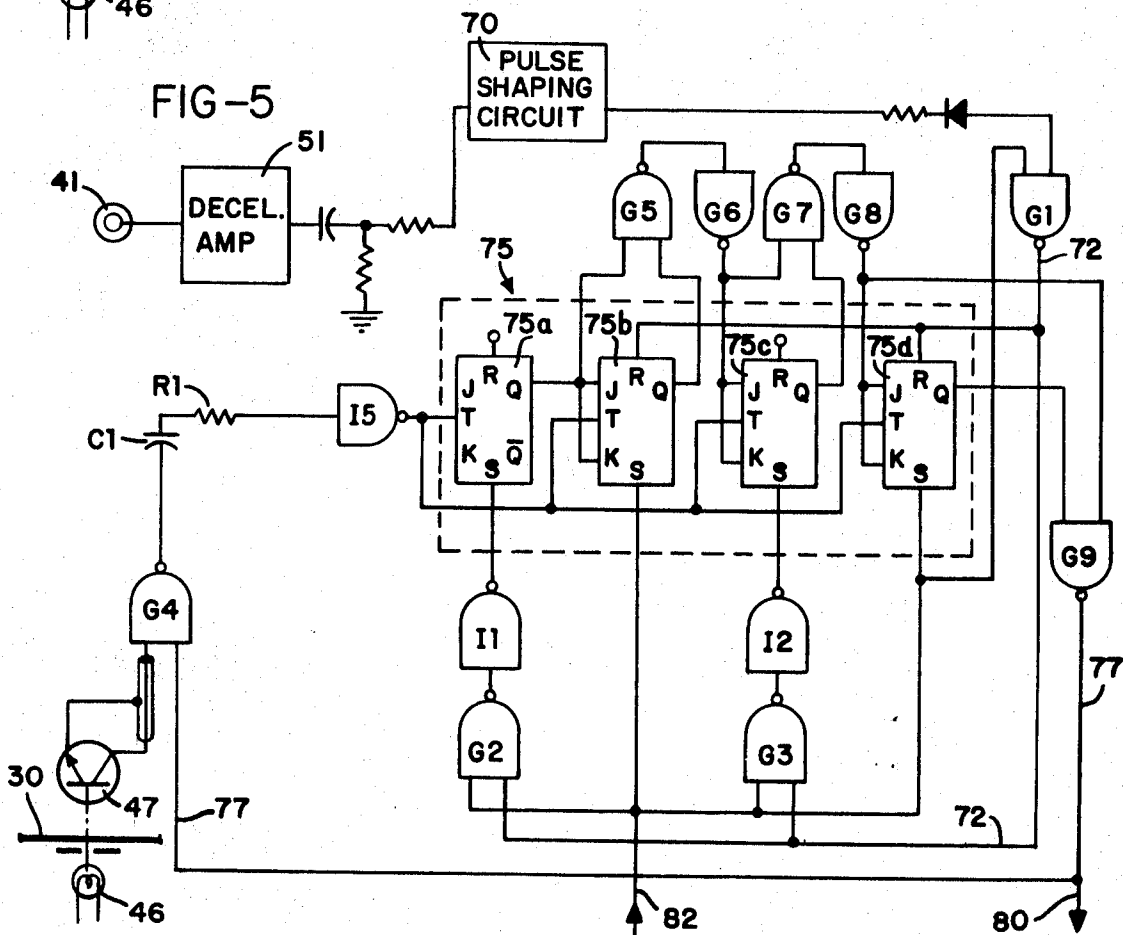 46
70
PULSE
SHAPING
CIRCUIT
FIG-5
51
41
DECEL.
AMP
G5
G6
G7
G8
G1
72
75
75a
75b
75c
75d
J R Q
T
K S Q̅
J R Q
T
K S
J R Q
T
K S
J R Q
T
K S
R1
C1
I5
G9
G4
I1
I2
77
G2
G3
30
47
77
72
46
82
80